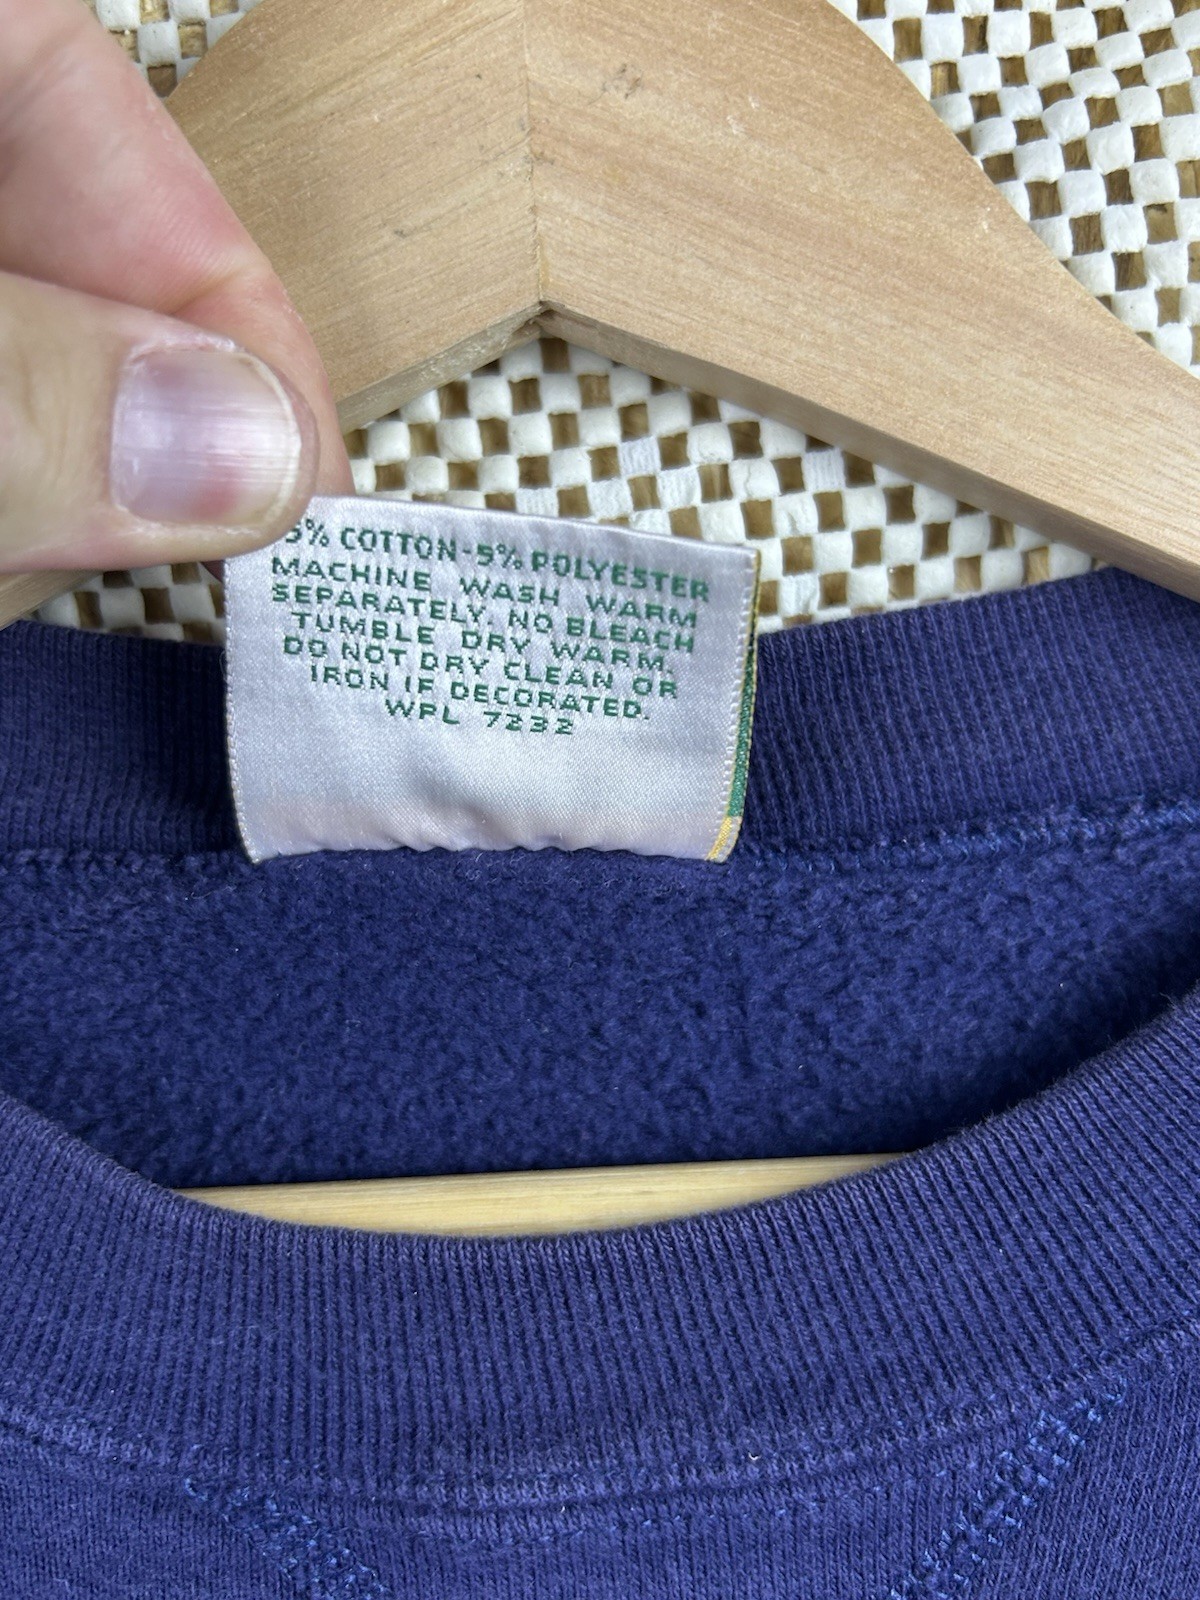 5% COTTON-5% POLYESTER
MACHINE WASH WARM
SEPARATELY. NO BLEACH
TUMBLE DRY WARM.
DO NOT DRY CLEAN OR
IRON IF DECORATED.
WPL 7232